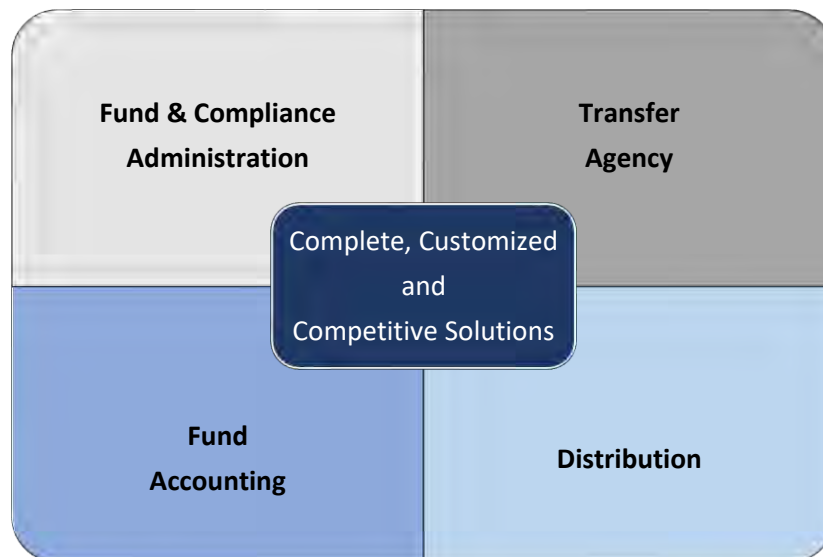 Fund & Compliance
Administration
Transfer
Agency
Complete, Customized
and
Competitive Solutions
Fund
Accounting
Distribution